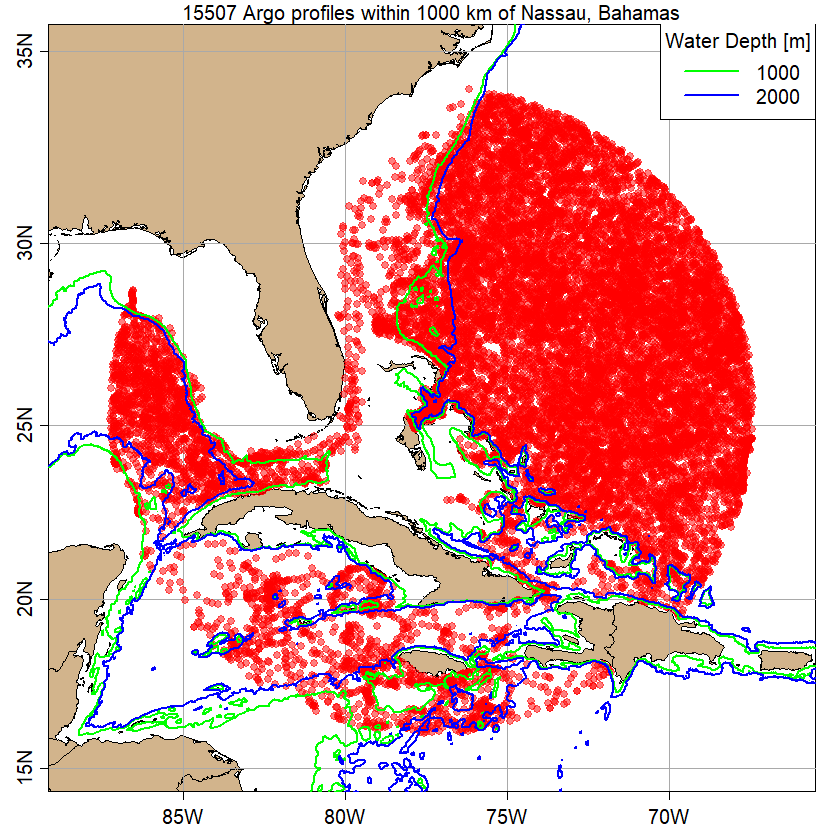 15507 Argo profiles within 1000 km of Nassau, Bahamas
Water Depth [m]
1000
2000
35N
30N
25N
20N
15N
85W
80W
75W
70W